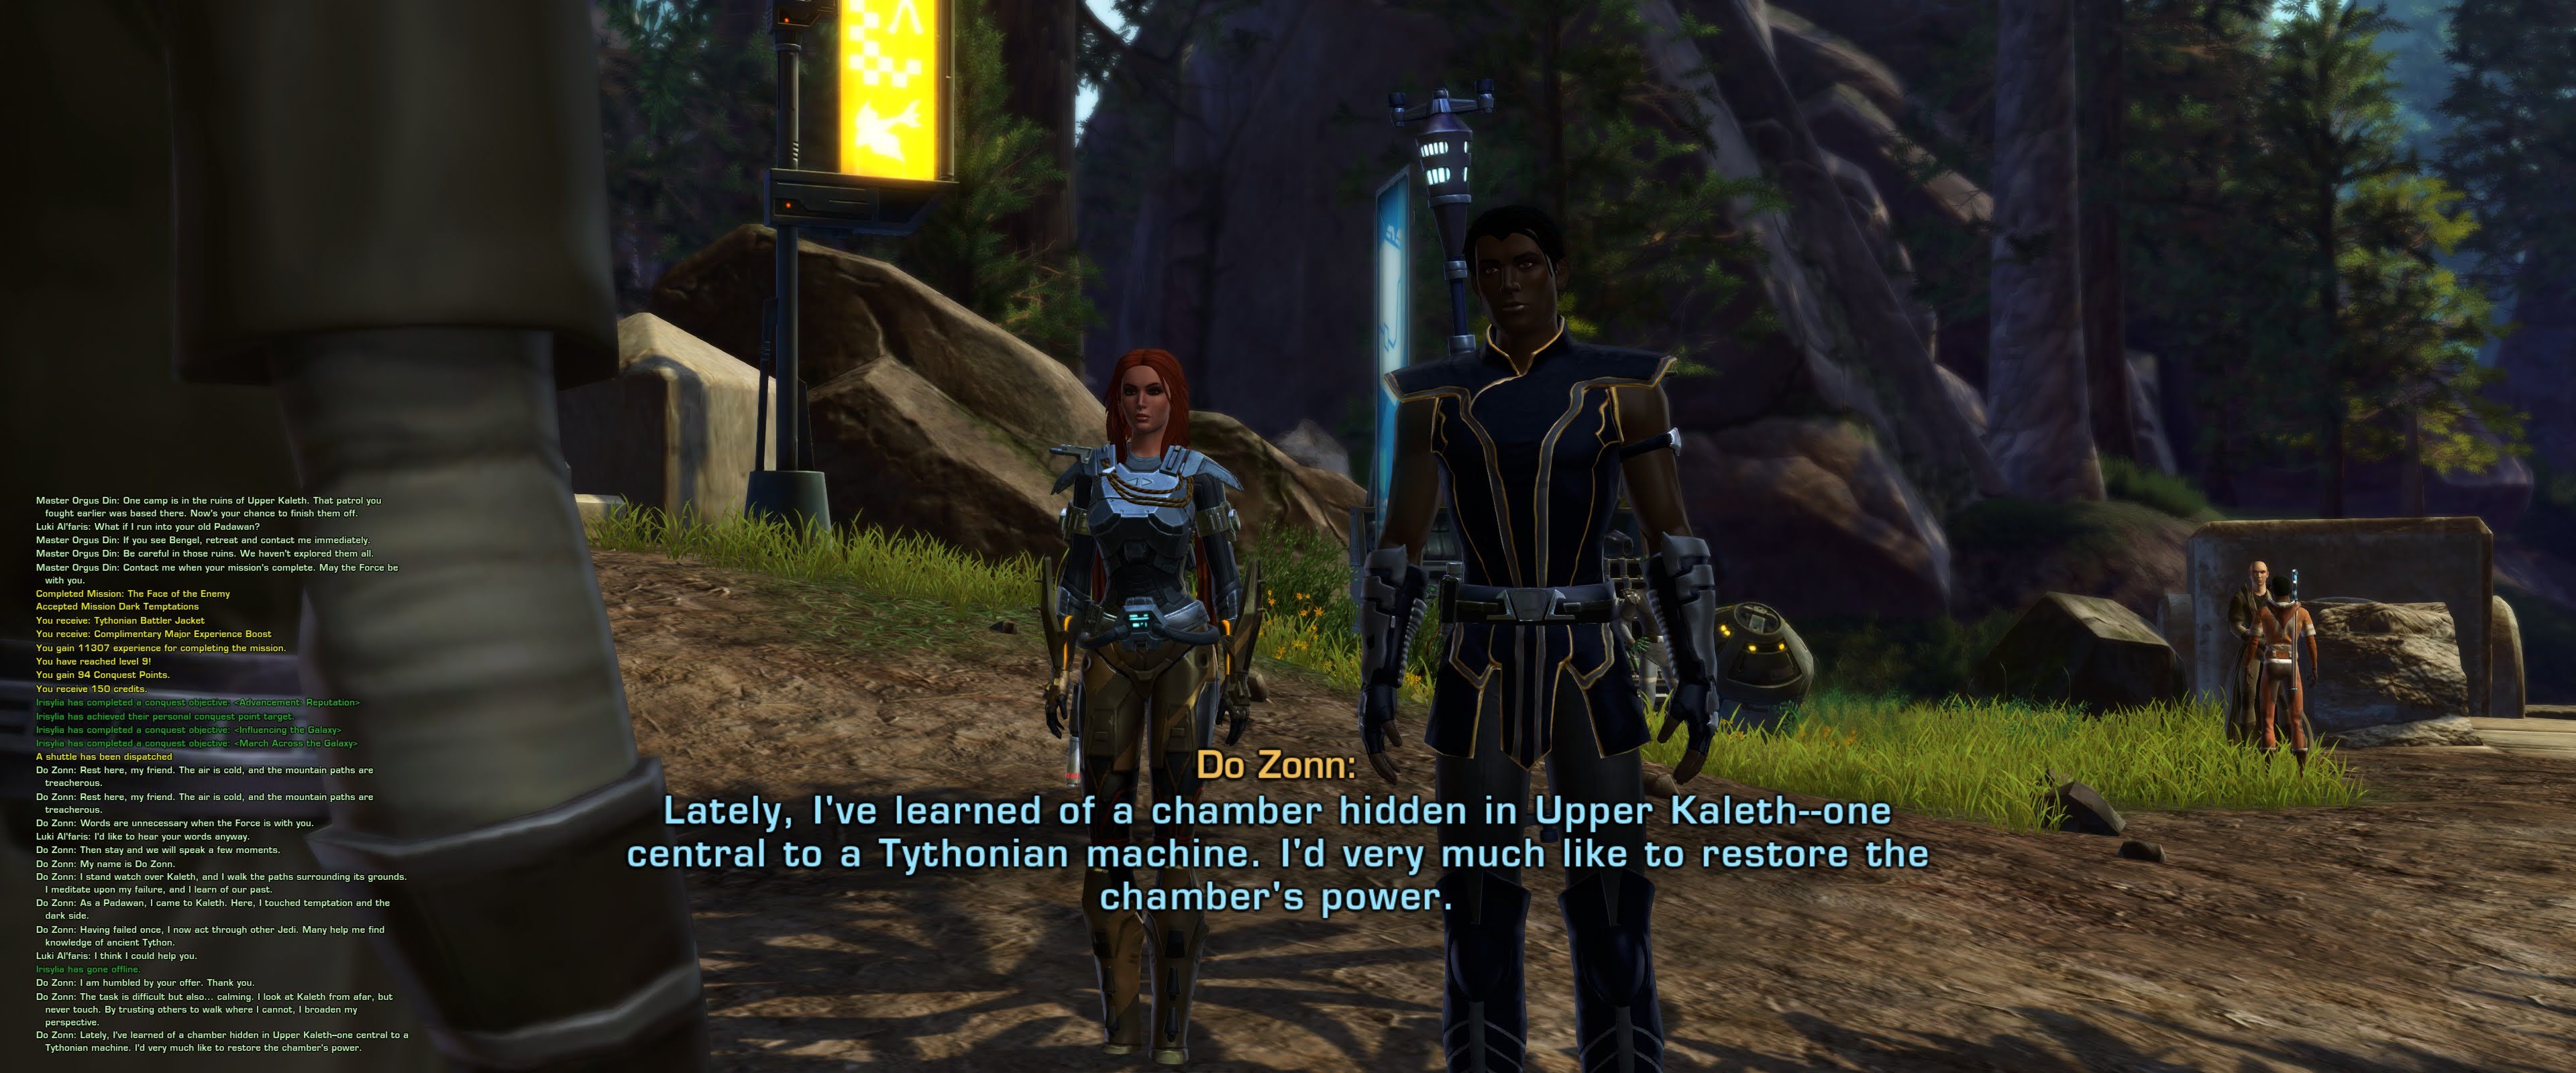 Master Orgus Din: One camp is in the ruins of Upper Kaleth. That patrol you
fought earlier was based there. Now's your chance to finish them off.
Luki Al'faris: What if I run into your old Padawan?
Master Orgus Din: If you see Bengel, retreat and contact me immediately.
Master Orgus Din: Be careful in those ruins. We haven't explored them all.
Master Orgus Din: Contact me when your mission's complete. May the Force be
with you.
Completed Mission: The Face of the Enemy
Accepted Mission Dark Temptations
You receive: Tythonian Battler Jacket
You receive: Complimentary Major Experience Boost
You gain 11307 experience for completing the mission.
You have reached level 9!
You gain 94 Conquest Points.
You receive 150 credits.
Irisylia has completed a conquest objective: <Advancement: Reputation>
Irisylia has achieved their personal conquest point target.
Irisylia has completed a conquest objective: <Influencing the Galaxy>
Irisylia has completed a conquest objective: <March Across the Galaxy>
A shuttle has been dispatched
Do Zonn: Rest here, my friend. The air is cold, and the mountain paths are
treacherous.
Do Zonn: Rest here, my friend. The air is cold, and the mountain paths are
treacherous.
Do Zonn: Words are unnecessary when the Force is with you.
Luki Al'faris: I'd like to hear your words anyway.
Do Zonn: Then stay and we will speak a few moments.
Do Zonn: My name is Do Zonn.
Do Zonn: I stand watch over Kaleth, and I walk the paths surrounding its grounds.
I meditate upon my failure, and I learn of our past.
Do Zonn: As a Padawan, I came to Kaleth. Here, I touched temptation and the
dark side.
Do Zonn: Having failed once, I now act through other Jedi. Many help me find
knowledge of ancient Tython.
Luki Al'faris: I think I could help you.
Irisylia has gone offline.
Do Zonn: I am humbled by your offer. Thank you.
Do Zonn: The task is difficult but also... calming. I look at Kaleth from afar, but
never touch. By trusting others to walk where I cannot, I broaden my
perspective.
Do Zonn: Lately, I've learned of a chamber hidden in Upper Kaleth--one central to a
Tythonian machine. I'd very much like to restore the chamber's power.
Do Zonn:
Lately, I've learned of a chamber hidden in Upper Kaleth--one
central to a Tythonian machine. I'd very much like to restore the
chamber's power.